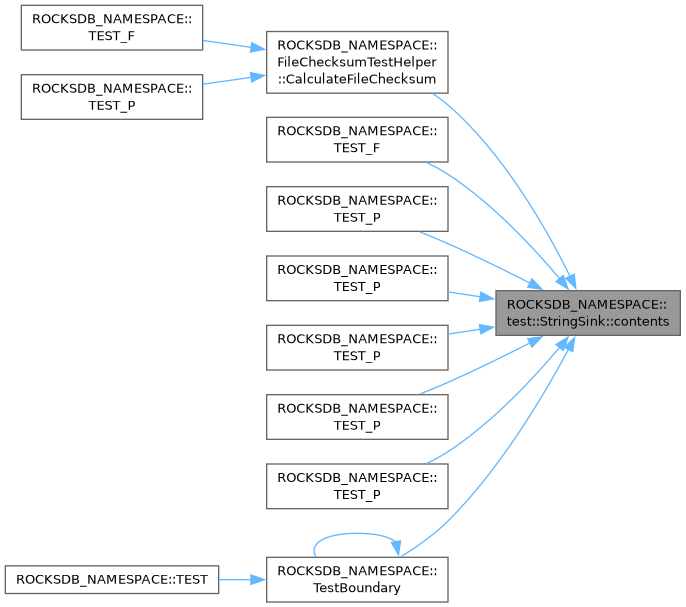 ROCKSDB_NAMESPACE::
TEST_F
ROCKSDB_NAMESPACE::
TEST_P
ROCKSDB_NAMESPACE::
FileChecksumTestHelper
::CalculateFileChecksum
ROCKSDB_NAMESPACE::
TEST_F
ROCKSDB_NAMESPACE::
TEST_P
ROCKSDB_NAMESPACE::
TEST_P
ROCKSDB_NAMESPACE::
TEST_P
ROCKSDB_NAMESPACE::
TEST_P
ROCKSDB_NAMESPACE::
TEST_P
ROCKSDB_NAMESPACE::
test::StringSink::contents
ROCKSDB_NAMESPACE::TEST
ROCKSDB_NAMESPACE::
TestBoundary